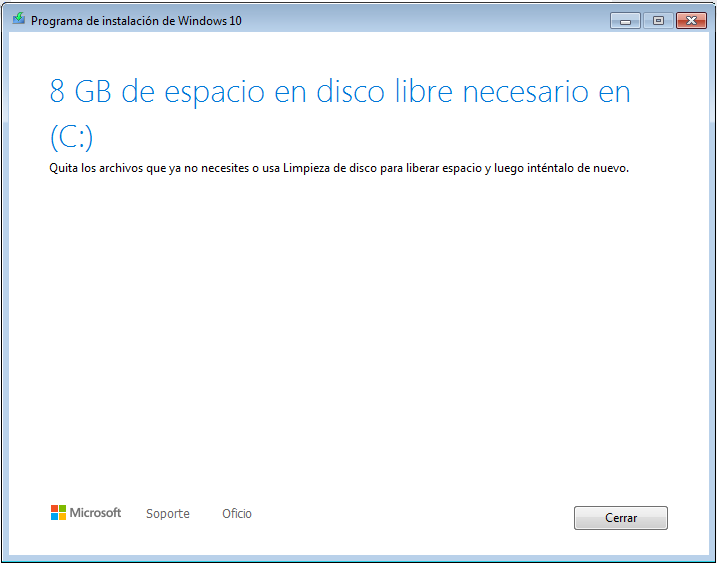 Programa de instalación de Windows 10
8 GB de espacio en disco libre necesario en
(C:)
Quita los archivos que ya no necesites o usa Limpieza de disco para liberar espacio y luego inténtalo de nuevo.
Microsoft Soporte Oficio Cerrar